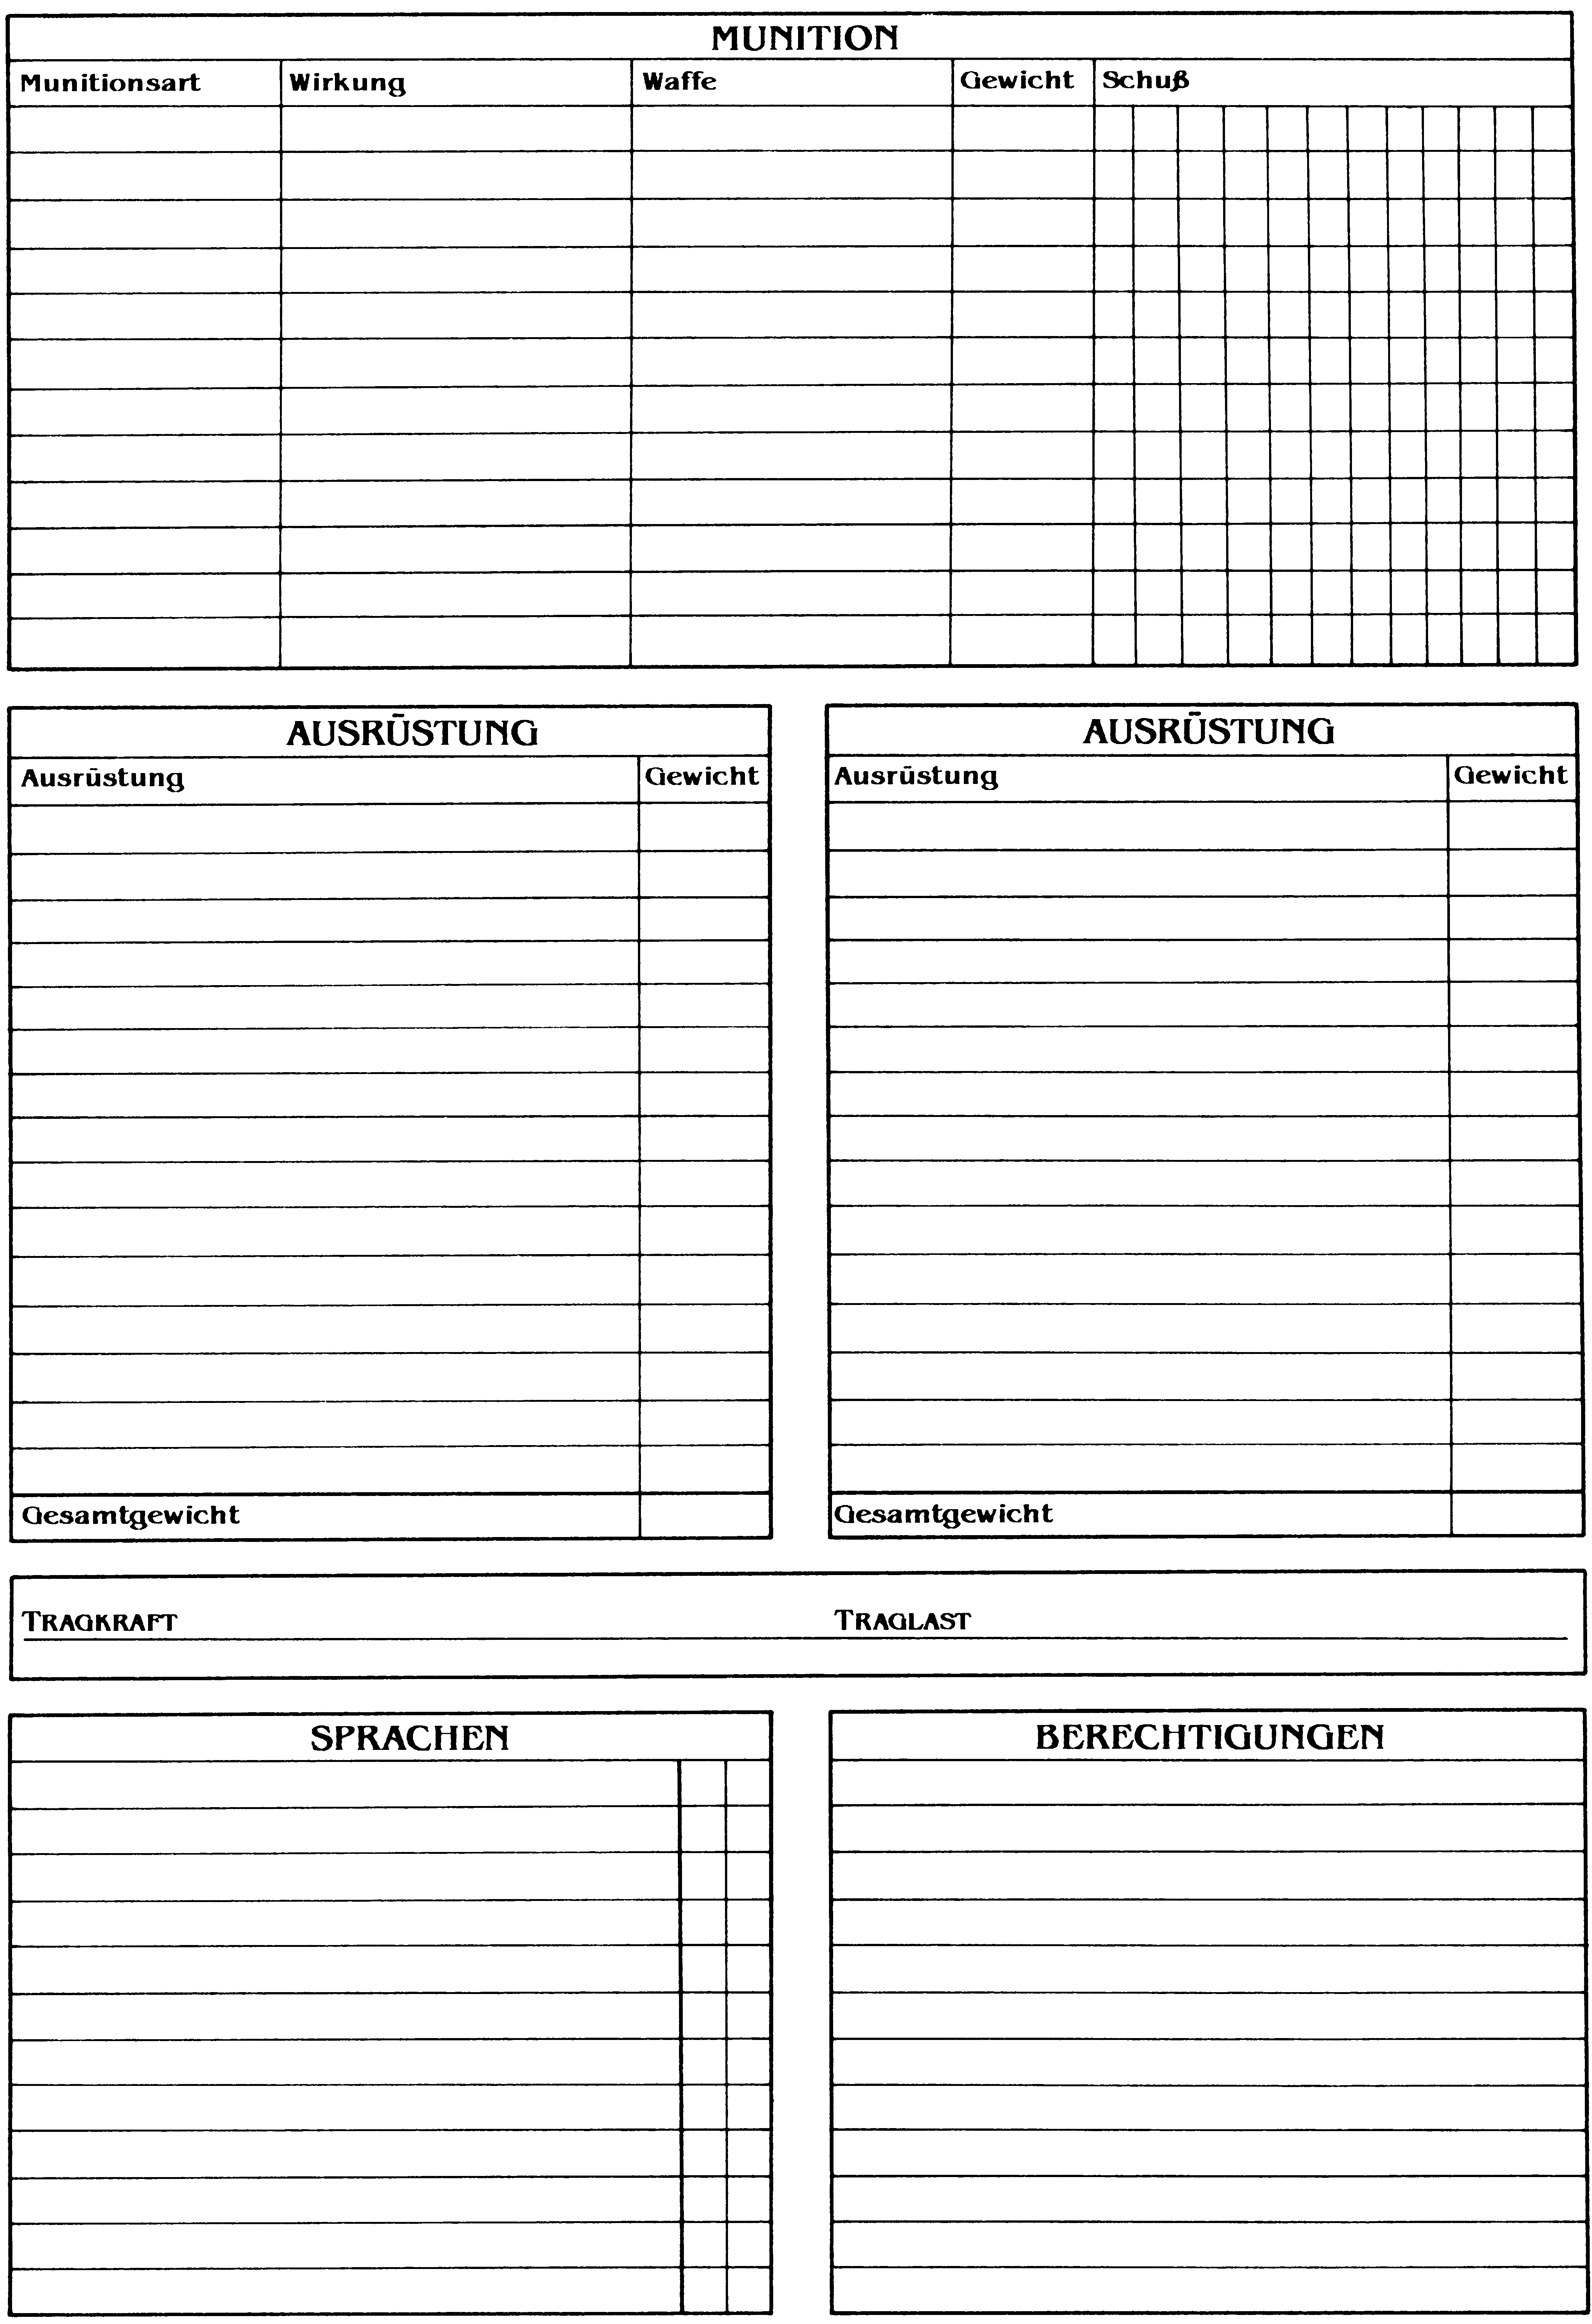 MUNITION
Munitionsart Wirkung Waffe Gewicht Schuß
AUSRÜSTUNG
Ausrüstung Gewicht
Gesamtgewicht
AUSRÜSTUNG
Ausrüstung Gewicht
Gesamtgewicht
TRAGKRAFT TRAGLAST
SPRACHEN
BERECHTIGUNGEN